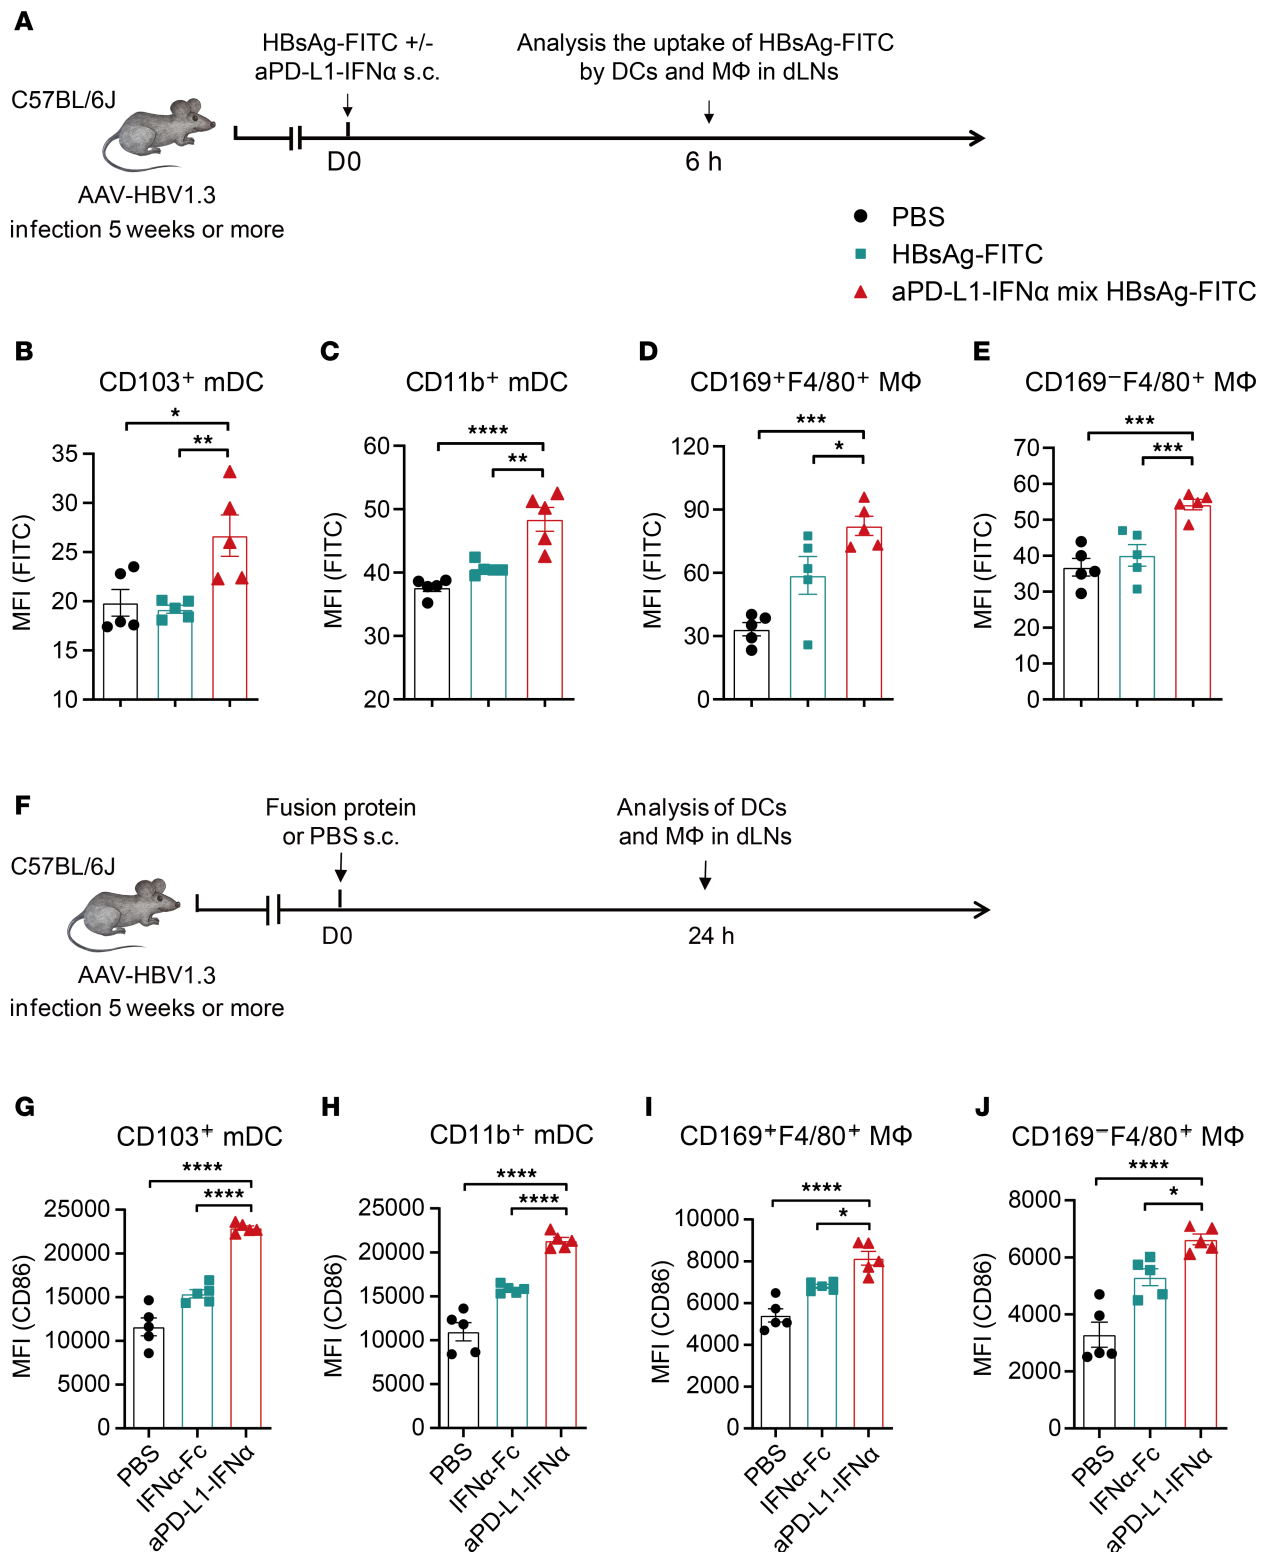 A
HBsAg-FITC +/-
aPD-L1-IFNα s.c.
Analysis the uptake of HBsAg-FITC
by DCs and MΦ in dLNs
C57BL/6J
D0
6 h
AAV-HBV1.3
infection 5 weeks or more
PBS
HBsAg-FITC
aPD-L1-IFNα mix HBsAg-FITC
B
CD103⁺ mDC
*
**
MFI (FITC)
35
30
25
20
15
10
C
CD11b⁺ mDC
****
**
MFI (FITC)
60
50
40
30
20
D
CD169⁺F4/80⁺ MΦ
***
*
MFI (FITC)
120
90
60
30
0
E
CD169⁻F4/80⁺ MΦ
***
***
MFI (FITC)
70
60
50
40
30
20
10
0
F
Fusion protein
or PBS s.c.
Analysis of DCs
and MΦ in dLNs
C57BL/6J
D0
24 h
AAV-HBV1.3
infection 5 weeks or more
G
CD103⁺ mDC
****
****
MFI (CD86)
25000
20000
15000
10000
5000
0
PBS
IFNα-Fc
aPD-L1-IFNα
H
CD11b⁺ mDC
****
****
MFI (CD86)
25000
20000
15000
10000
5000
0
PBS
IFNα-Fc
aPD-L1-IFNα
I
CD169⁺F4/80⁺ MΦ
****
*
MFI (CD86)
10000
8000
6000
4000
2000
0
PBS
IFNα-Fc
aPD-L1-IFNα
J
CD169⁻F4/80⁺ MΦ
****
*
MFI (CD86)
8000
6000
4000
2000
0
PBS
IFNα-Fc
aPD-L1-IFNα